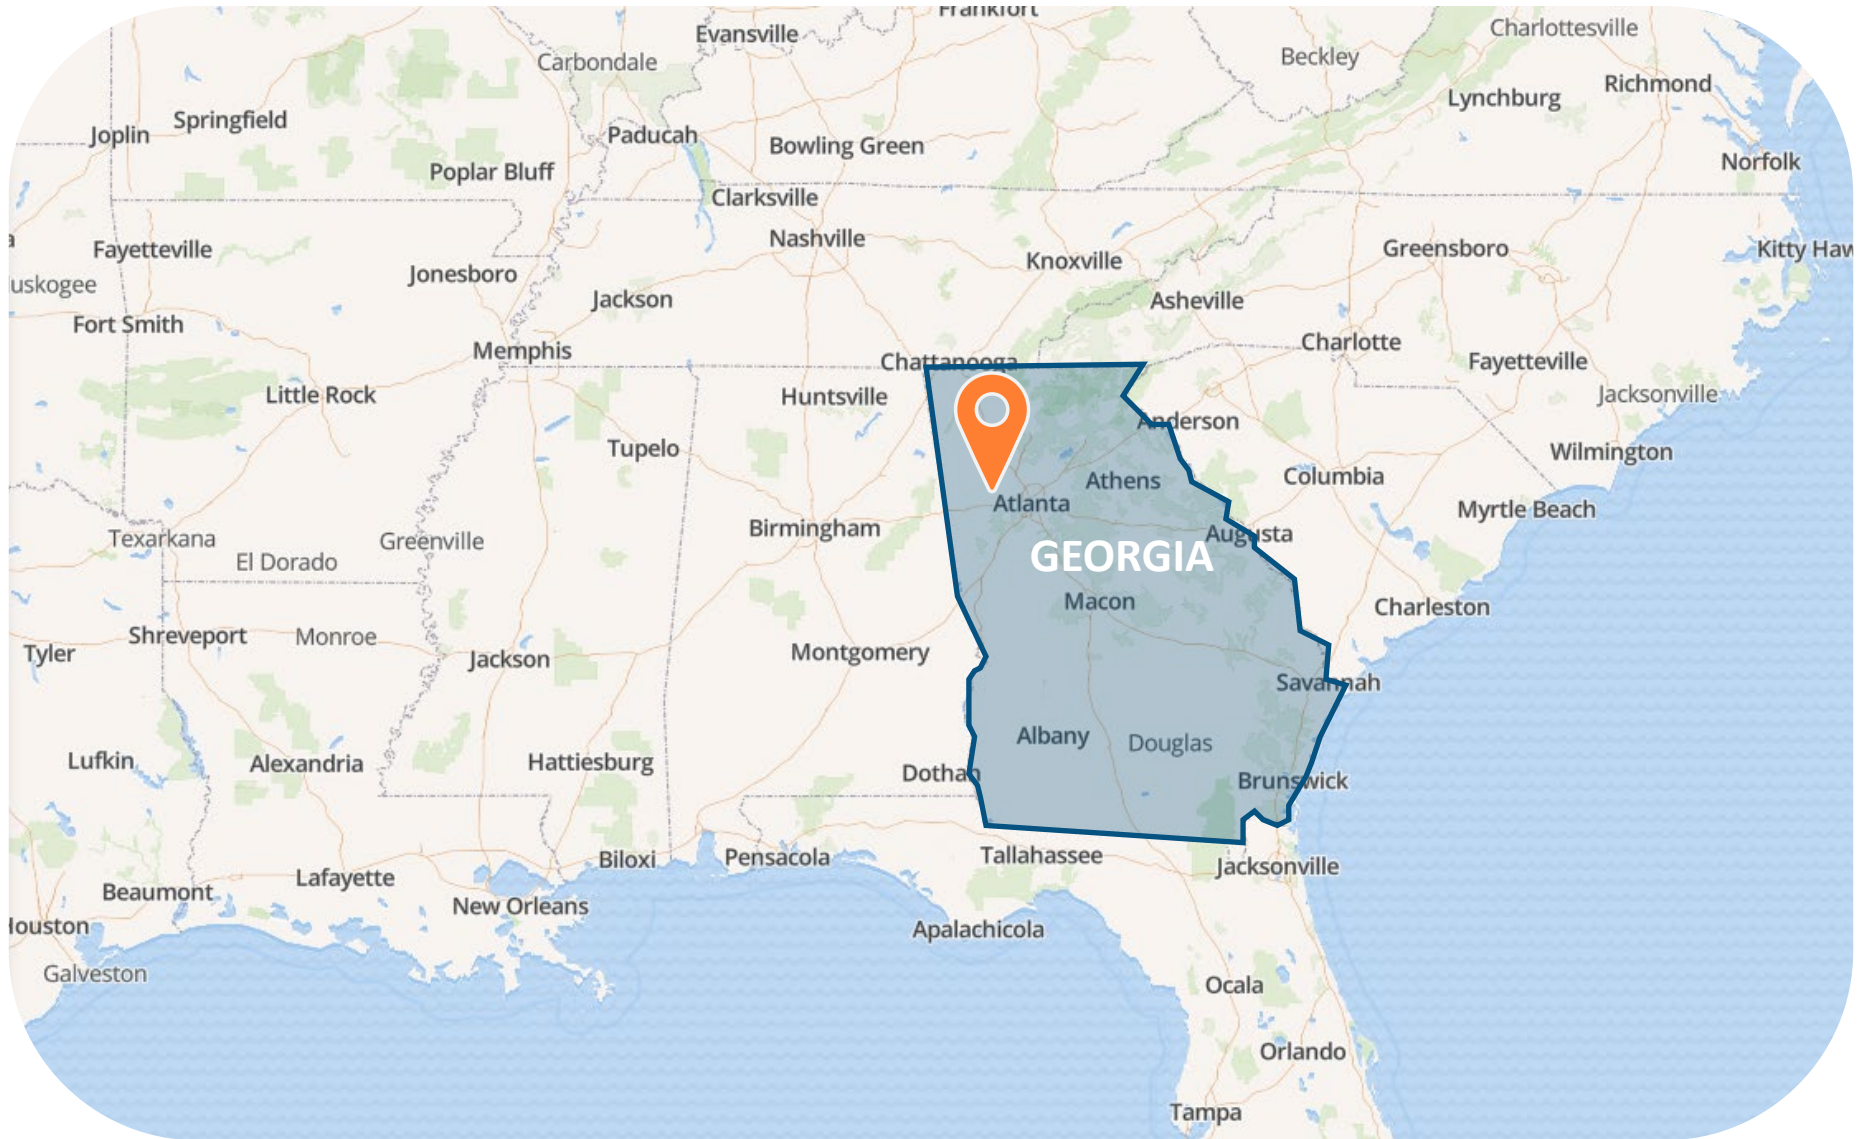 Frankfort
Evansville
Charlottesville
Carbondale
Beckley
Richmond
Lynchburg
Springfield
Joplin
Paducah
Bowling Green
Norfolk
Poplar Bluff
Clarksville
Nashville
Fayetteville
Greensboro
Kitty Haw
Knoxville
Jonesboro
uskogee
Jackson
Asheville
Fort Smith
Charlotte
Memphis
Chattanooga
Fayetteville
Little Rock
Huntsville
Jacksonville
Anderson
Tupelo
Wilmington
Columbia
Athens
Atlanta
Myrtle Beach
Birmingham
Augusta
Texarkana
Greenville
GEORGIA
El Dorado
Macon
Charleston
Shreveport
Monroe
Tyler
Montgomery
Jackson
Savannah
Albany
Douglas
Lufkin
Alexandria
Hattiesburg
Dothan
Brunswick
Tallahassee
Biloxi
Pensacola
Jacksonville
Lafayette
Beaumont
New Orleans
Houston
Apalachicola
Galveston
Ocala
Orlando
Tampa